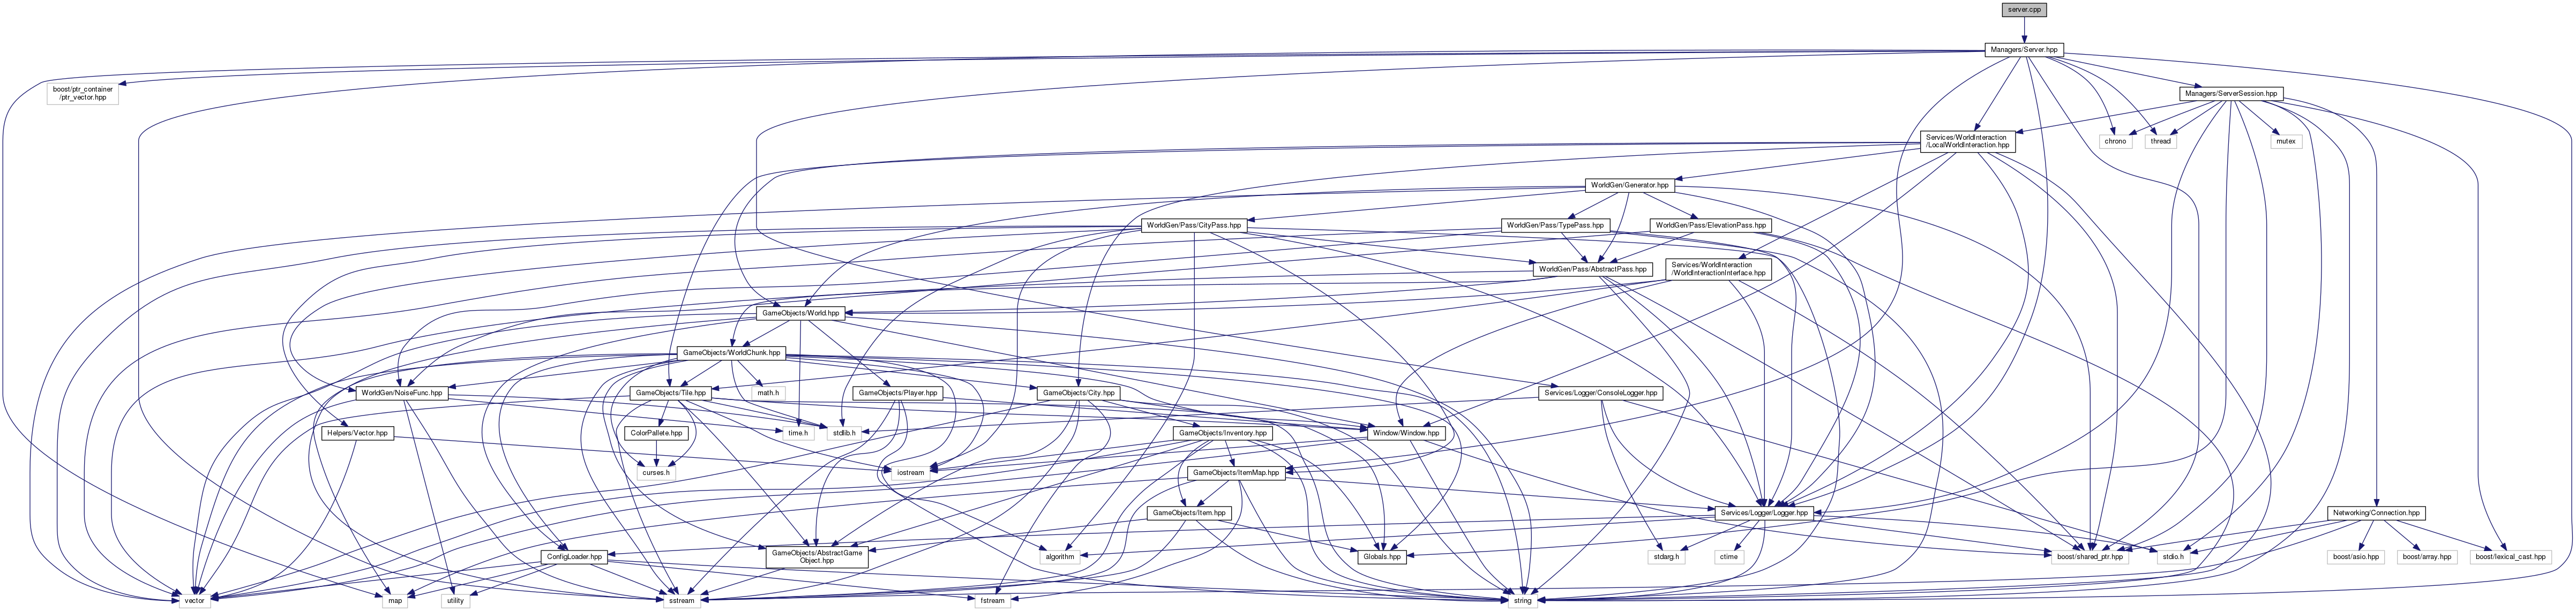 server.cpp
Managers/Server.hpp
boost/ptr_container
/ptr_vector.hpp
Managers/ServerSession.hpp
Services/WorldInteraction
/LocalWorldInteraction.hpp
chrono
thread
mutex
WorldGen/Generator.hpp
WorldGen/Pass/CityPass.hpp
WorldGen/Pass/TypePass.hpp
WorldGen/Pass/ElevationPass.hpp
WorldGen/Pass/AbstractPass.hpp
Services/WorldInteraction
/WorldInteractionInterface.hpp
GameObjects/World.hpp
GameObjects/WorldChunk.hpp
WorldGen/NoiseFunc.hpp
GameObjects/Tile.hpp
math.h
GameObjects/Player.hpp
GameObjects/City.hpp
Services/Logger/ConsoleLogger.hpp
Helpers/Vector.hpp
ColorPallete.hpp
time.h
stdlib.h
GameObjects/Inventory.hpp
Window/Window.hpp
curses.h
iostream
GameObjects/ItemMap.hpp
GameObjects/Item.hpp
Services/Logger/Logger.hpp
Networking/Connection.hpp
ConfigLoader.hpp
GameObjects/AbstractGame
Object.hpp
algorithm
Globals.hpp
stdarg.h
ctime
boost/shared_ptr.hpp
stdio.h
boost/asio.hpp
boost/array.hpp
boost/lexical_cast.hpp
vector
map
utility
sstream
fstream
string